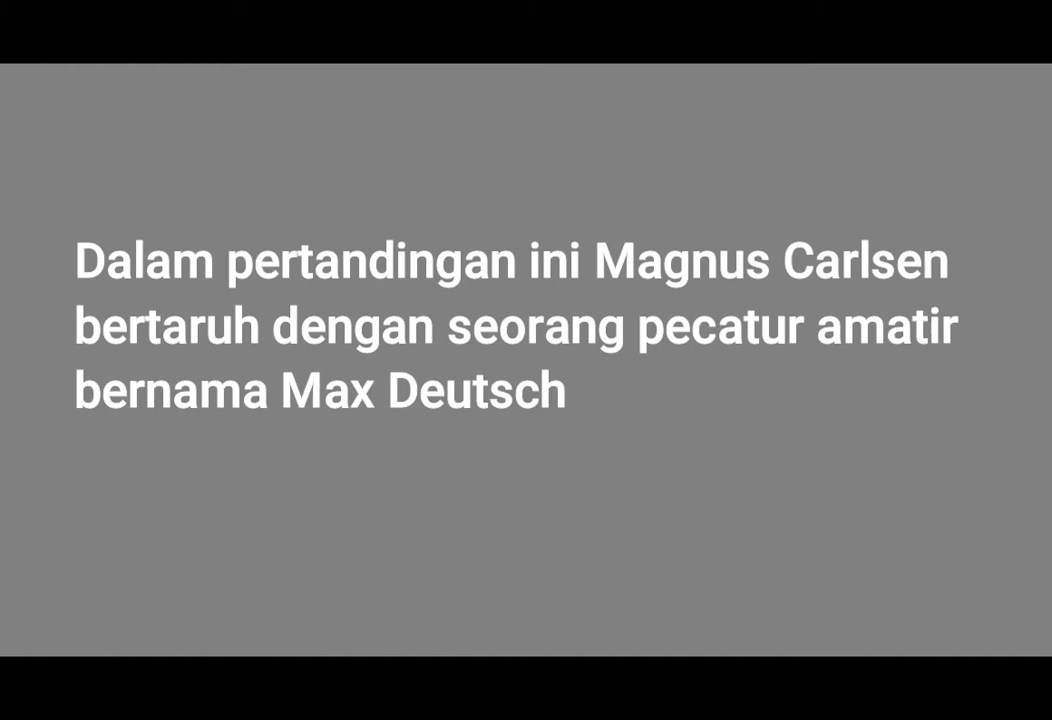 Dalam pertandingan ini Magnus Carlsen
bertaruh dengan seorang pecatur amatir
bernama Max Deutsch